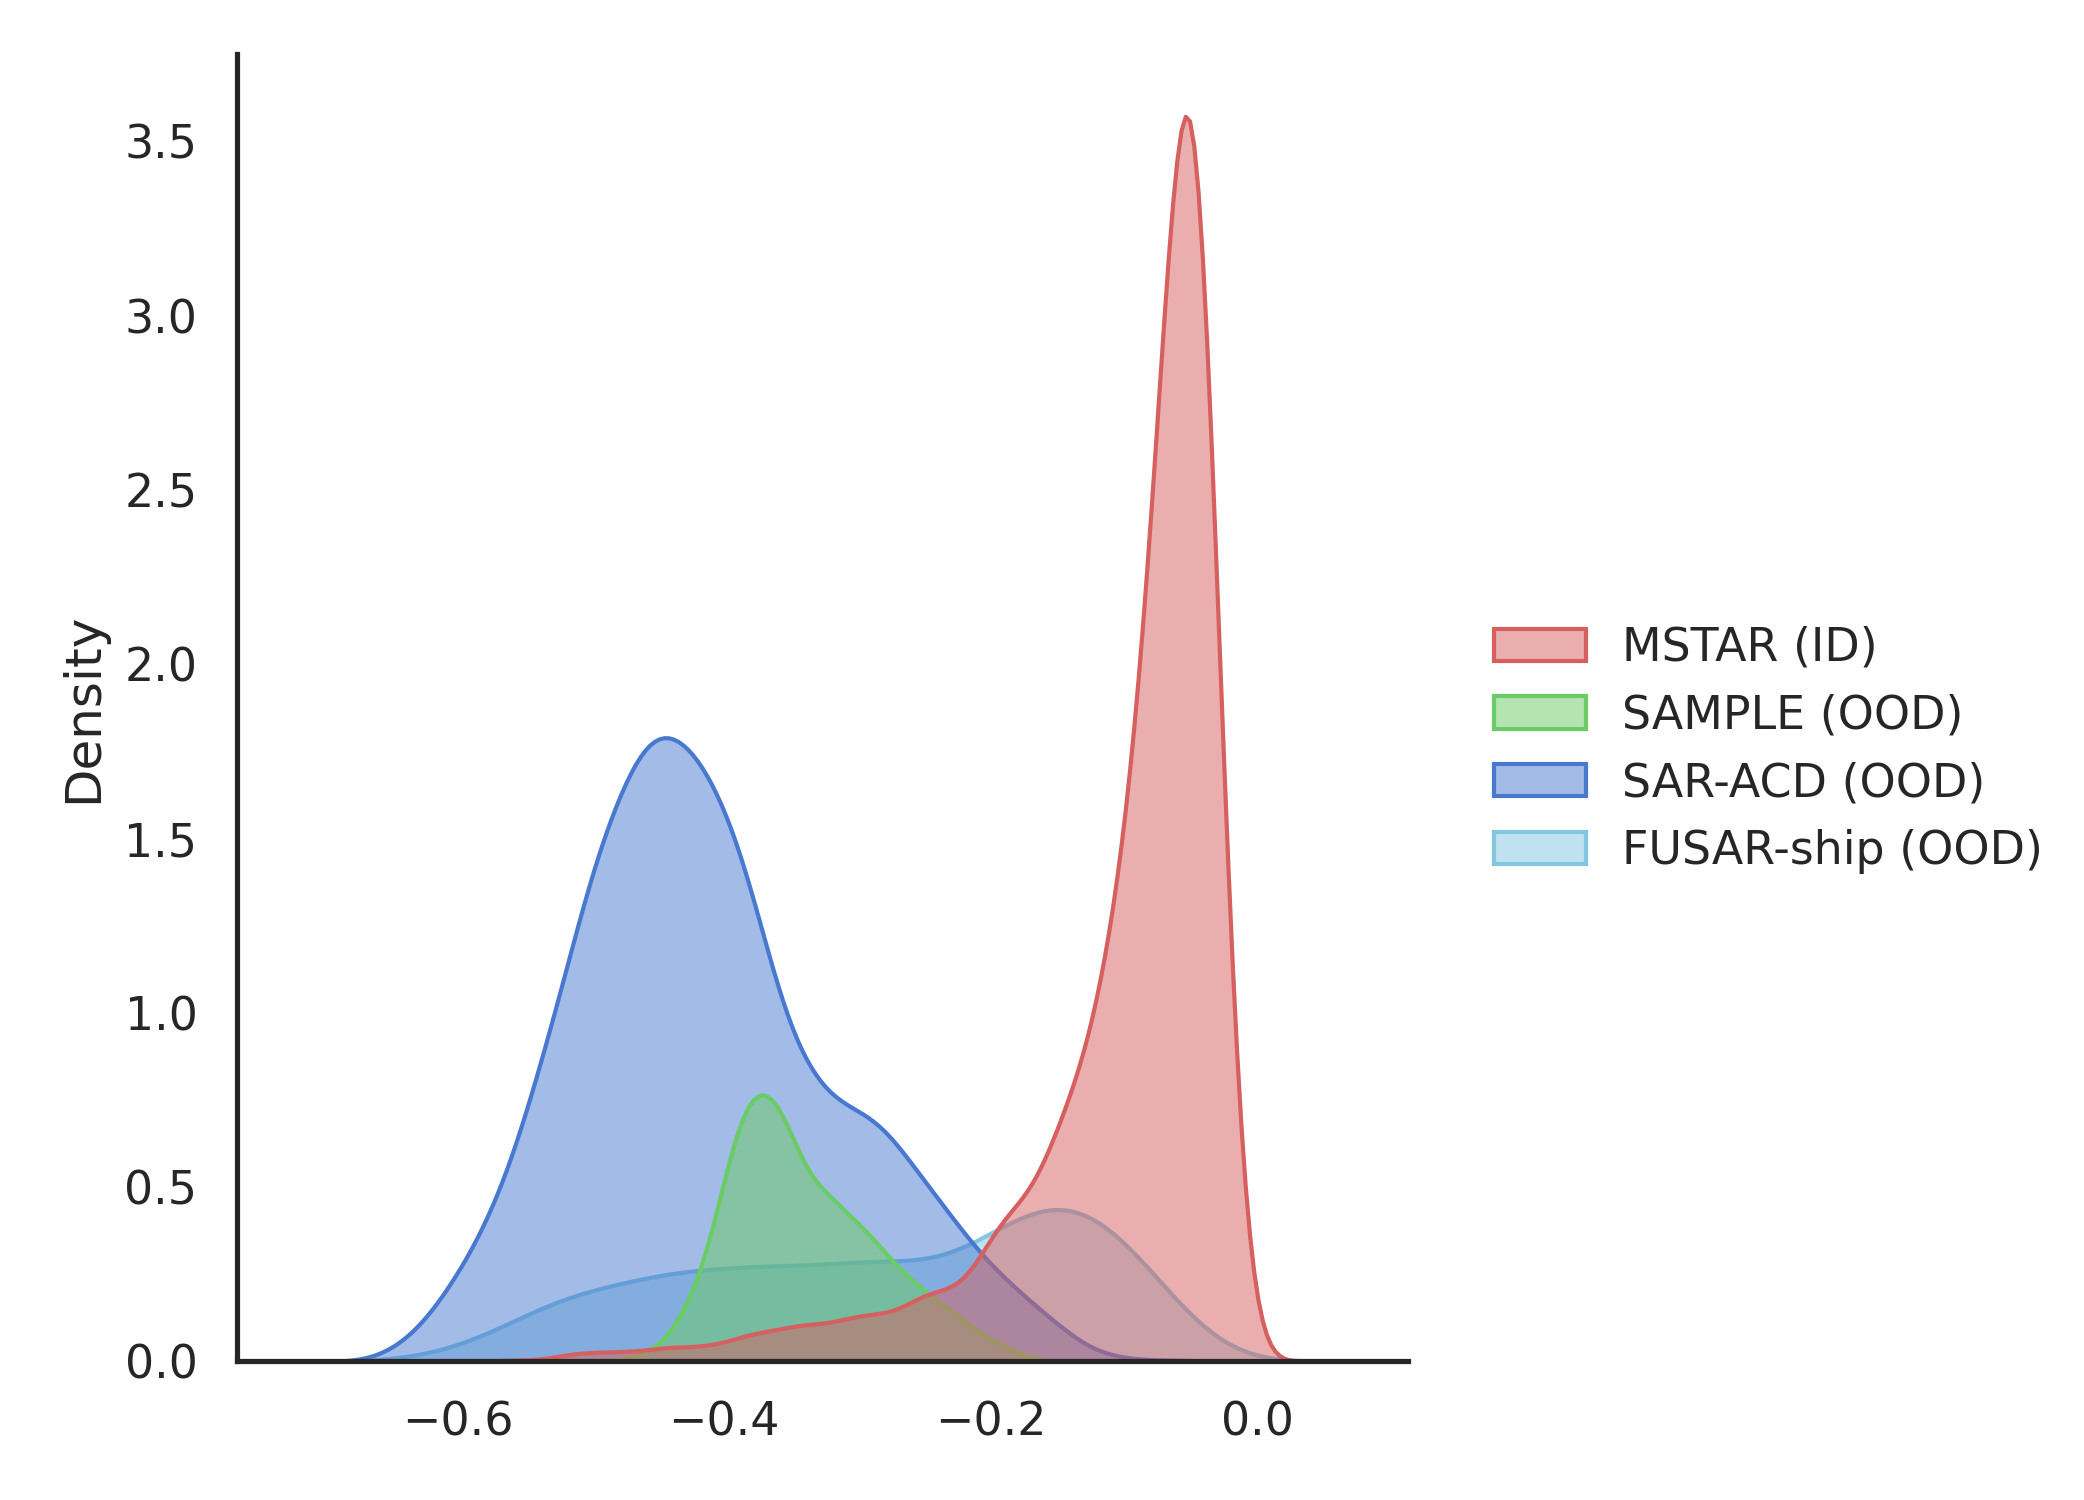 Density
3.5
3.0
2.5
2.0
1.5
1.0
0.5
0.0
−0.6 −0.4 −0.2 0.0
MSTAR (ID)
SAMPLE (OOD)
SAR-ACD (OOD)
FUSAR-ship (OOD)